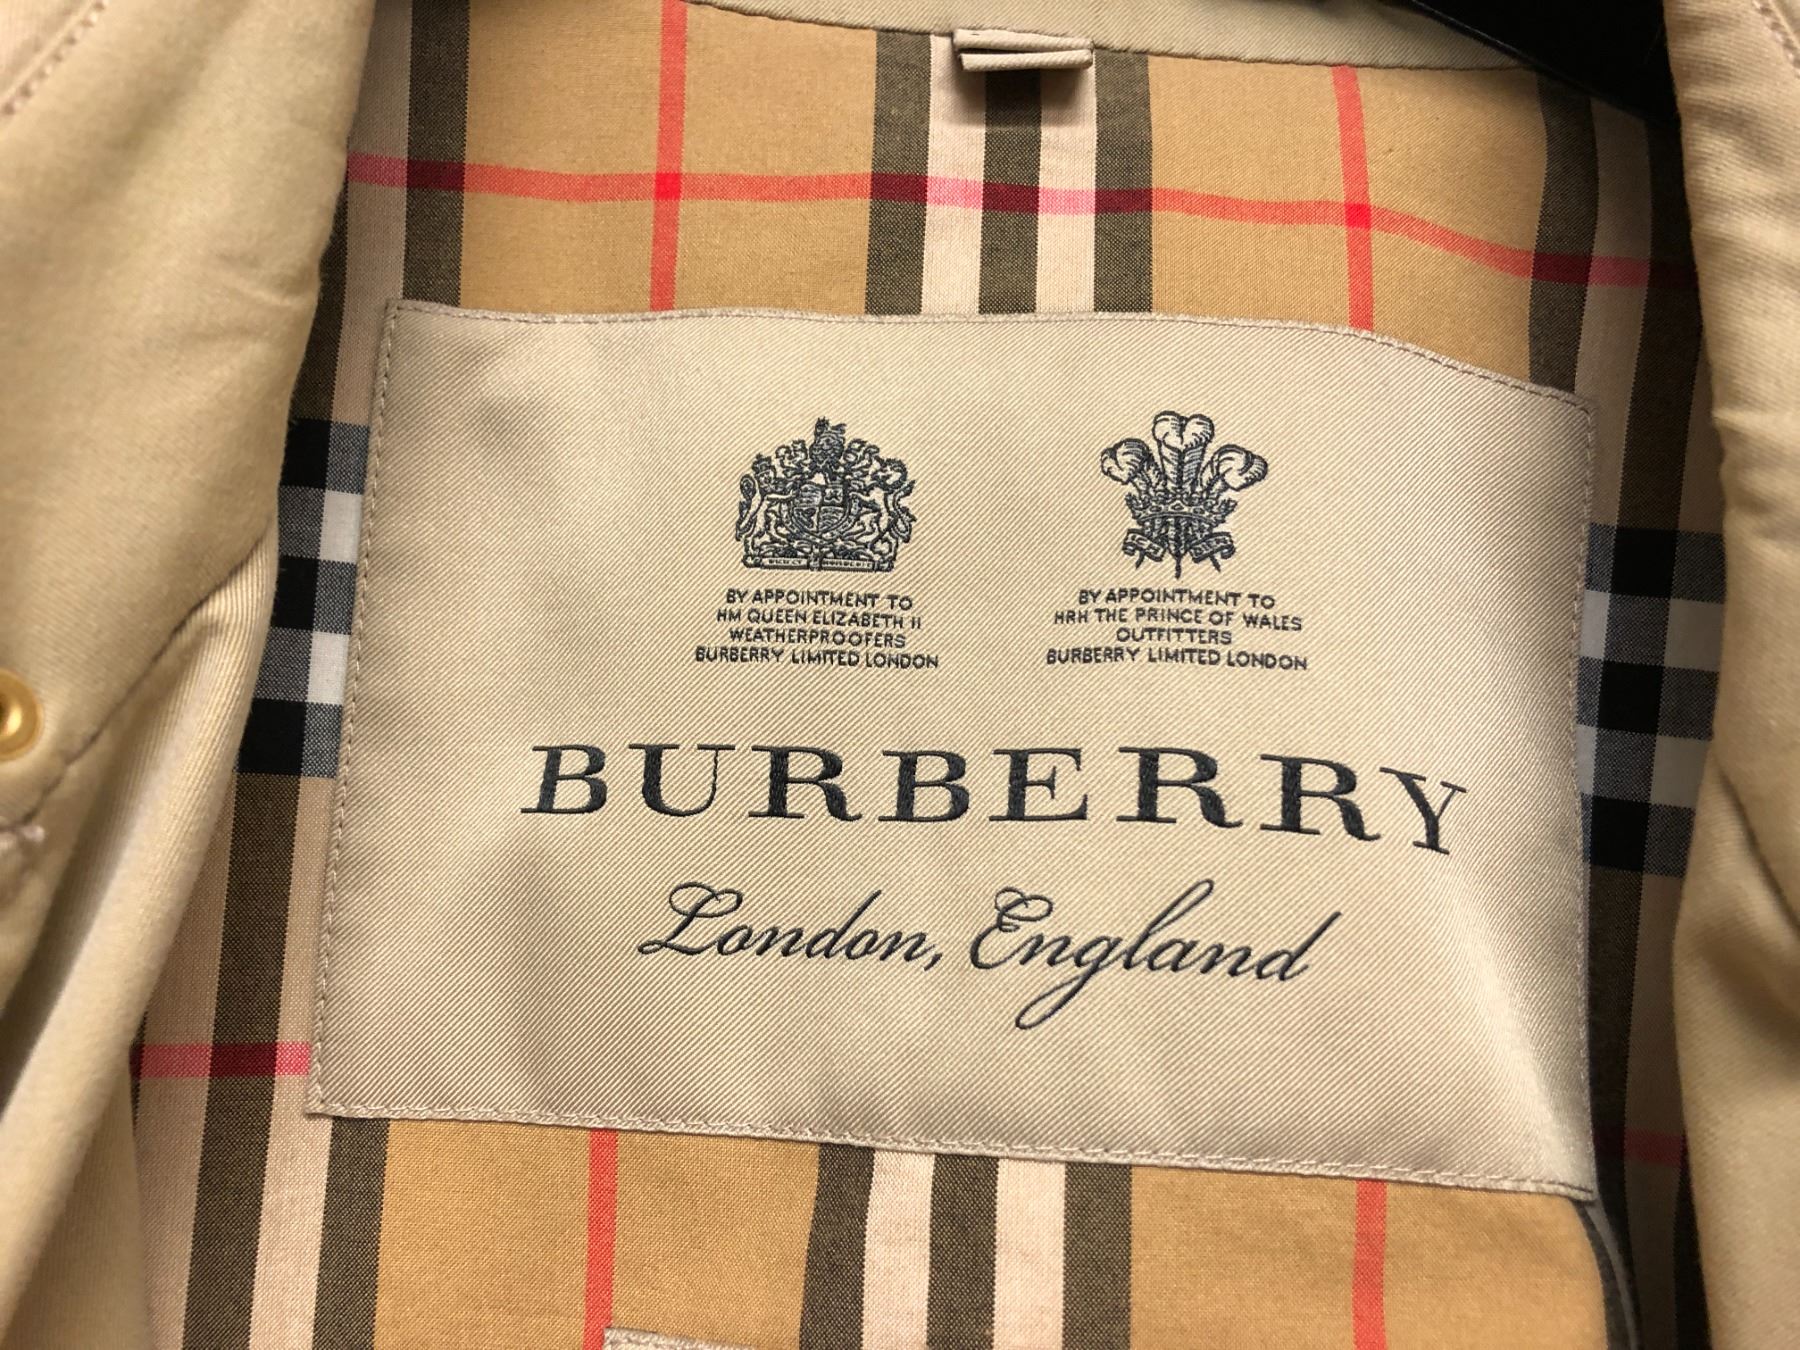 BY APPOINTMENT TO
HM QUEEN ELIZABETH II
WEATHERPROOFERS
BURBERRY LIMITED LONDON
BY APPOINTMENT TO
HRH THE PRINCE OF WALES
OUTFITTERS
BURBERRY LIMITED LONDON
BURBERRY
London, England